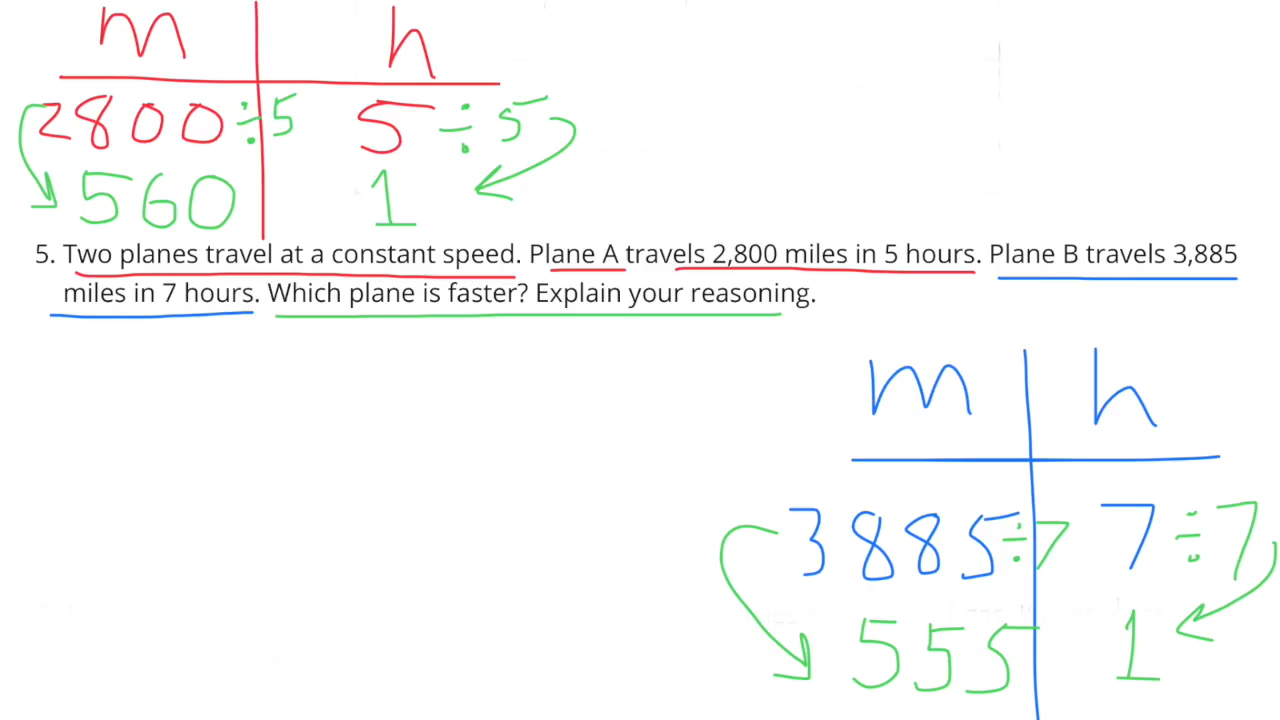 m h
2800 ÷5 5 ÷5
560 1
5. Two planes travel at a constant speed. Plane A travels 2,800 miles in 5 hours. Plane B travels 3,885
miles in 7 hours. Which plane is faster? Explain your reasoning.
m h
3885 ÷7 7 ÷7
555 1